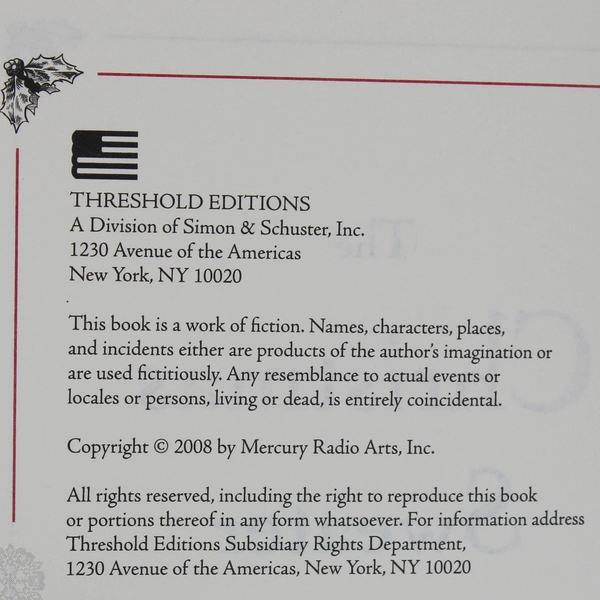 THRESHOLD EDITIONS
A Division of Simon & Schuster, Inc.
1230 Avenue of the Americas
New York, NY 10020
This book is a work of fiction. Names, characters, places,
and incidents either are products of the author's imagination or
are used fictitiously. Any resemblance to actual events or
locales or persons, living or dead, is entirely coincidental.
Copyright © 2008 by Mercury Radio Arts, Inc.
All rights reserved, including the right to reproduce this book
or portions thereof in any form whatsoever. For information address
Threshold Editions Subsidiary Rights Department,
1230 Avenue of the Americas, New York, NY 10020